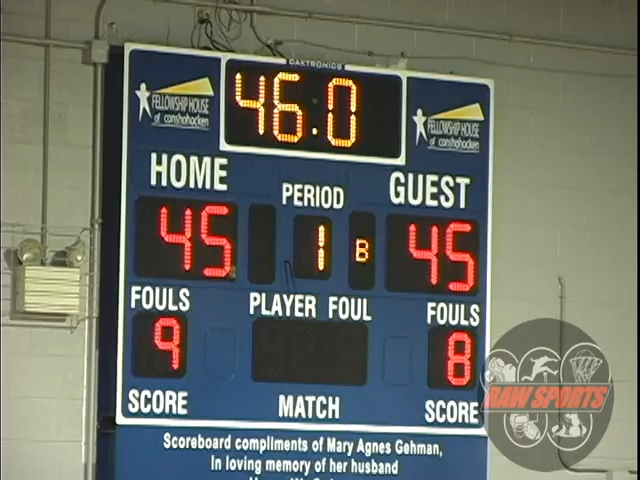 DAKTRONICS
46.0
FELLOWSHIP HOUSE
of conshohocken
FELLOWSHIP HOUSE
of conshohocken
HOME
PERIOD
GUEST
45
1
B
45
FOULS
PLAYER FOUL
FOULS
9
8
SCORE
MATCH
SCORE
RAW SPORTS
Scoreboard compliments of Mary Agnes Gehman,
In loving memory of her husband